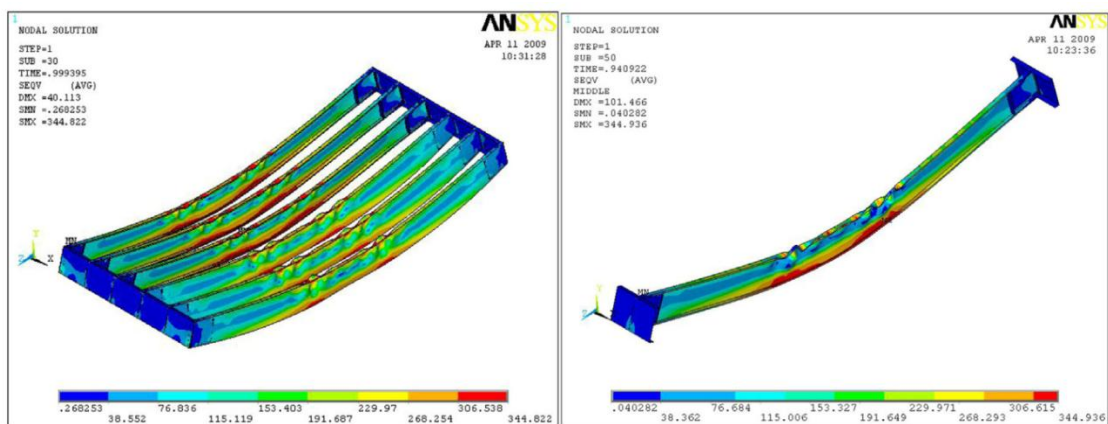 1
ANSYS
NODAL SOLUTION
APR 11 2009
10:31:28
STEP=1
SUB =30
TIME=.999395
SEQV (AVG)
DMX =40.113
SMN =.268253
SMX =344.822
MN
Y
Z X
.268253 76.836 153.403 229.97 306.538
38.552 115.119 191.687 268.254 344.822
1
ANSYS
NODAL SOLUTION
APR 11 2009
10:23:36
STEP=1
SUB =50
TIME=.940922
SEQV (AVG)
MIDDLE
DMX =101.466
SMN =.040282
SMX =344.936
MN
.040282 76.684 153.327 229.971 306.615
38.362 115.006 191.649 268.293 344.936